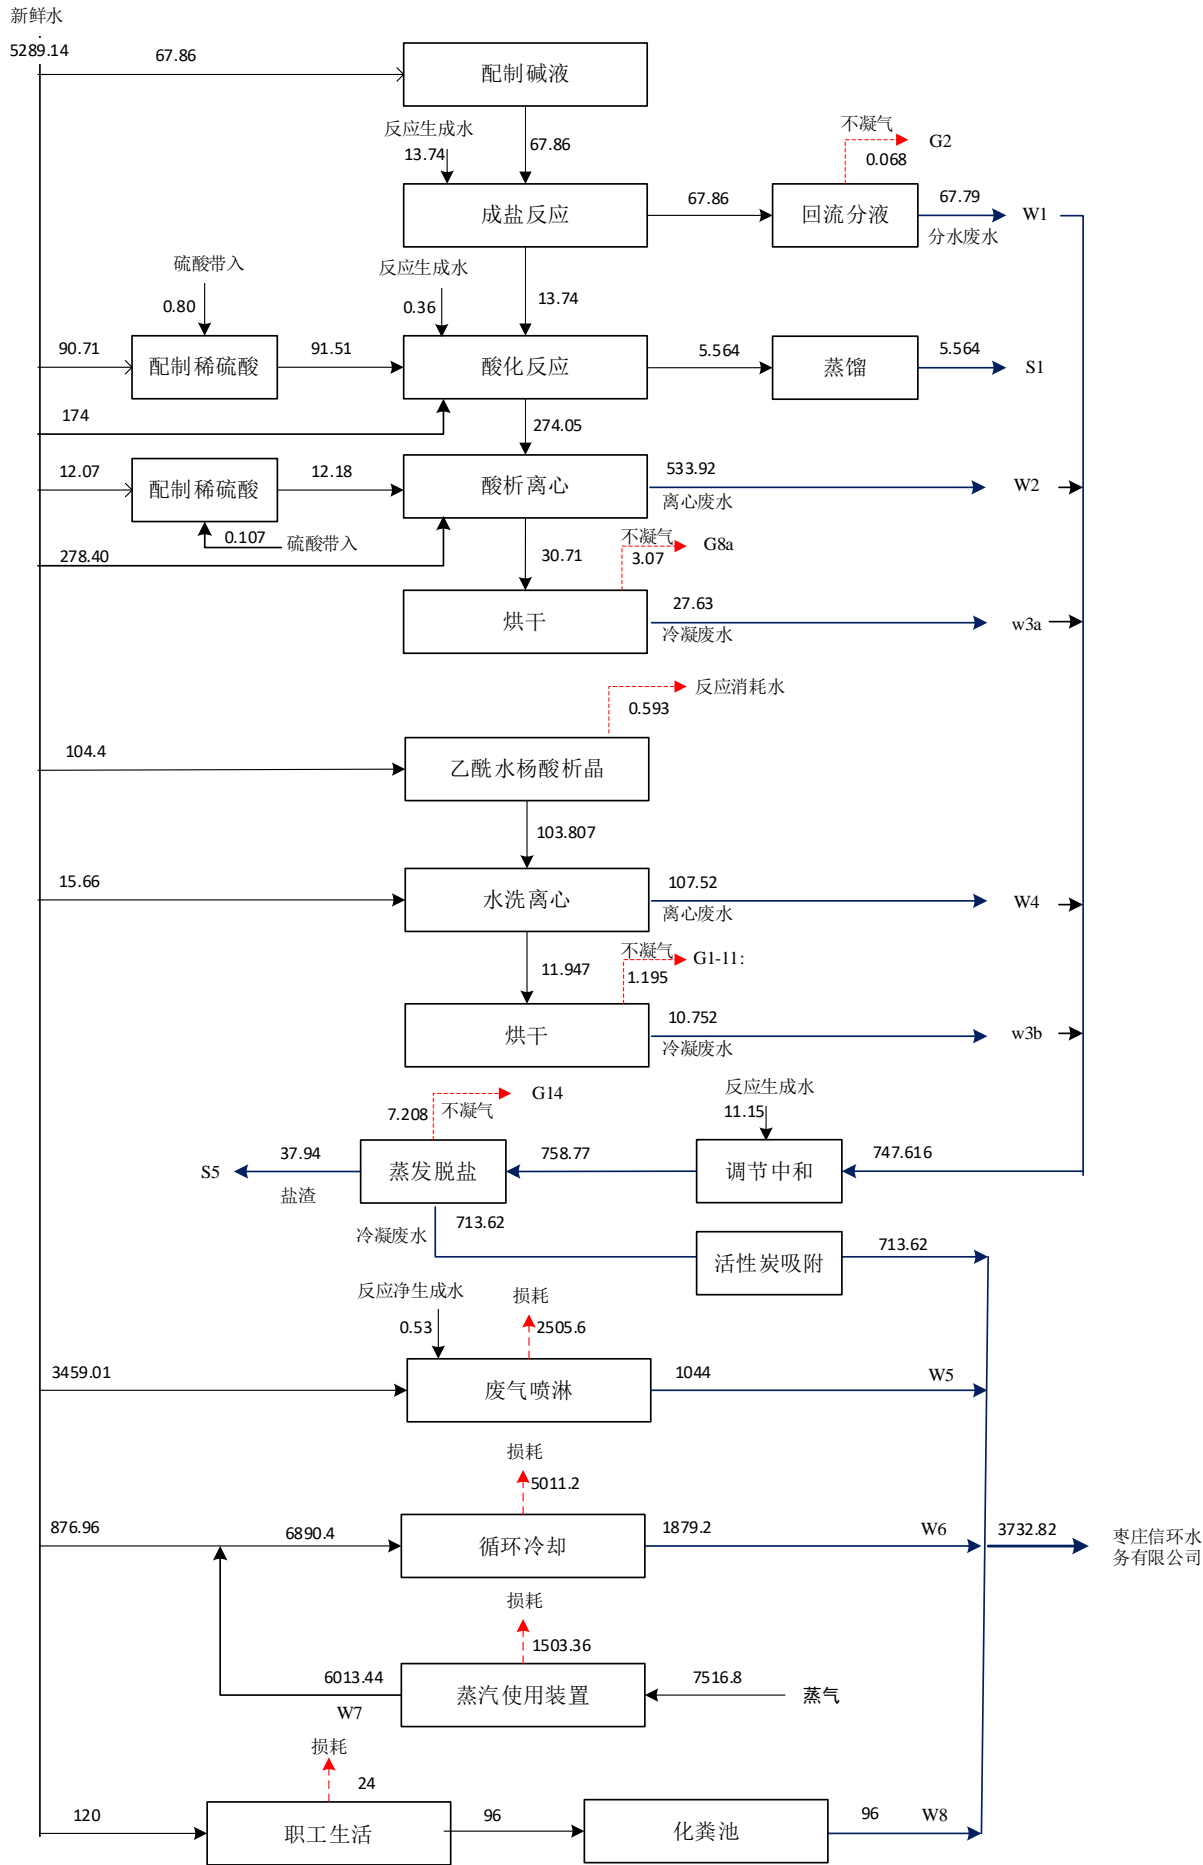 新鲜水
5289.14
67.86
配制碱液
反应生成水
13.74
67.86
不凝气
G2
0.068
成盐反应
67.86
回流分液
67.79
分水废水
W1
硫酸带入
0.80
反应生成水
0.36
13.74
90.71
配制稀硫酸
91.51
酸化反应
5.564
蒸馏
5.564
S1
174
274.05
12.07
配制稀硫酸
12.18
酸析离心
533.92
离心废水
W2
0.107
硫酸带入
278.40
30.71
不凝气
G8a
3.07
烘干
27.63
冷凝废水
w3a
反应消耗水
0.593
104.4
乙酰水杨酸析晶
103.807
15.66
水洗离心
107.52
离心废水
W4
11.947
不凝气
G1-11:
1.195
烘干
10.752
冷凝废水
w3b
G14
7.208
不凝气
反应生成水
11.15
S5
37.94
盐渣
蒸发脱盐
758.77
调节中和
747.616
冷凝废水
713.62
活性炭吸附
713.62
反应净生成水
0.53
损耗
2505.6
3459.01
废气喷淋
1044
W5
损耗
5011.2
876.96
6890.4
循环冷却
1879.2
W6
3732.82
枣庄信环水
务有限公司
损耗
1503.36
6013.44
W7
蒸汽使用装置
7516.8
蒸气
损耗
24
120
职工生活
96
化粪池
96
W8